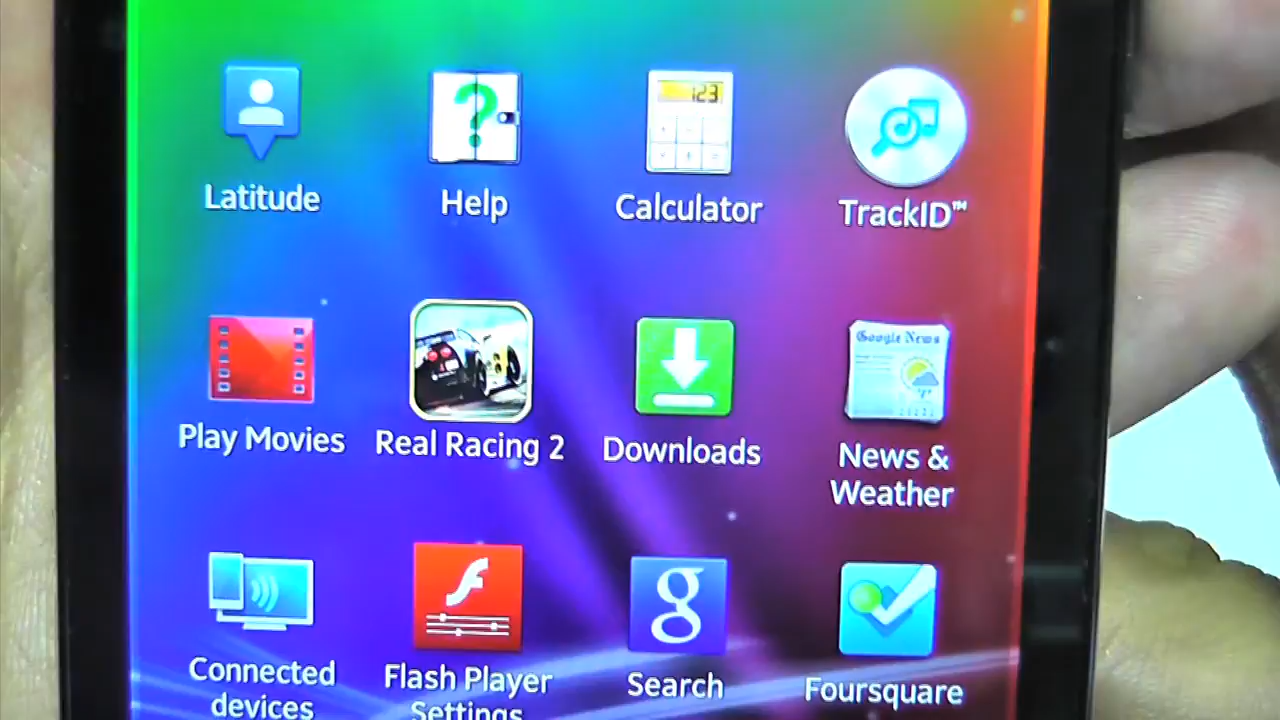 123
Latitude
Help
Calculator
TrackID™
Google News
Play Movies
Real Racing 2
Downloads
News &
Weather
g
Connected
devices
Flash Player
Settings
Search
Foursquare